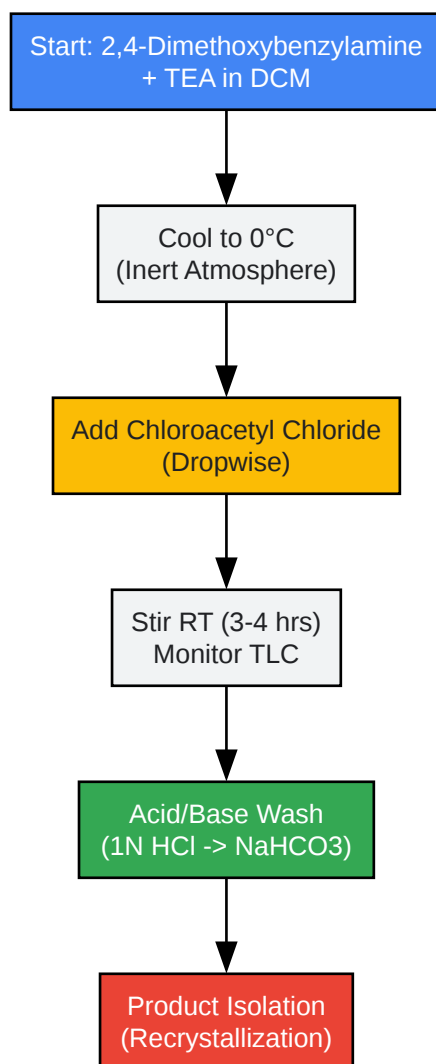 Start: 2,4-Dimethoxybenzylamine
+ TEA in DCM
Cool to 0°C
(Inert Atmosphere)
Add Chloroacetyl Chloride
(Dropwise)
Stir RT (3-4 hrs)
Monitor TLC
Acid/Base Wash
(1N HCl -> NaHCO3)
Product Isolation
(Recrystallization)